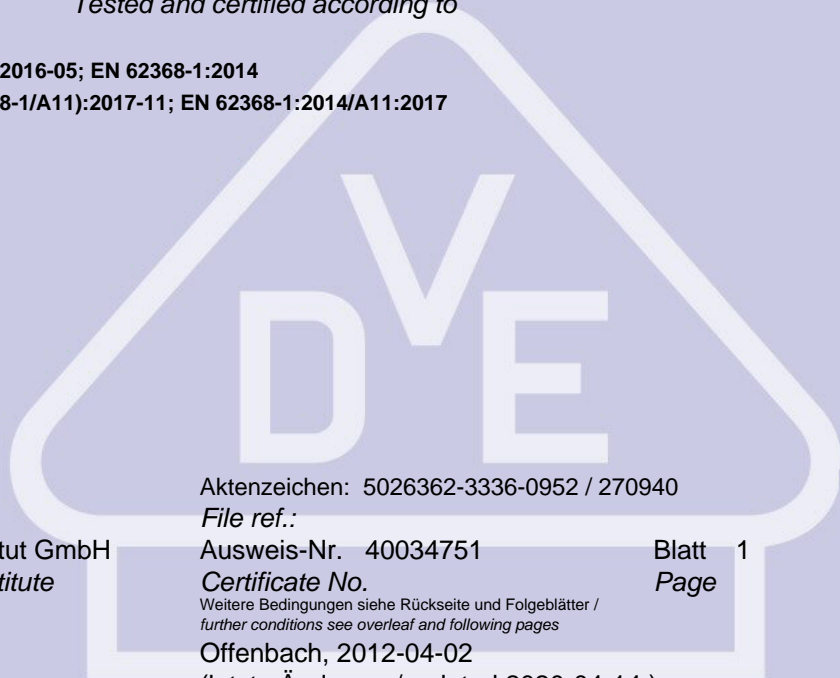 Tested and certified according to
2016-05; EN 62368-1:2014
8-1/A11):2017-11; EN 62368-1:2014/A11:2017
DVE
Aktenzeichen: 5026362-3336-0952 / 270940
File ref.:
tut GmbH Ausweis-Nr. 40034751 Blatt 1
titute Certificate No. Page
Weitere Bedingungen siehe Rückseite und Folgeblätter /
further conditions see overleaf and following pages
Offenbach, 2012-04-02